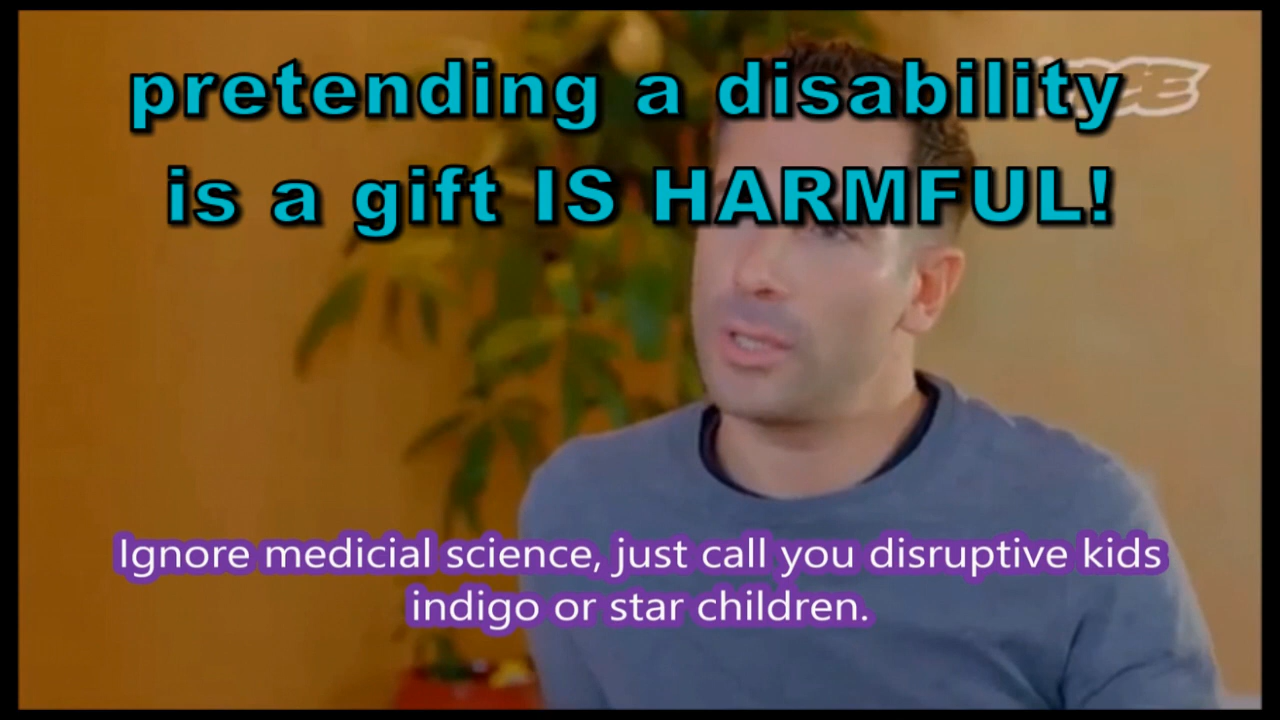 pretending a disability
is a gift IS HARMFUL!
Ignore medicial science, just call you disruptive kids
indigo or star children.